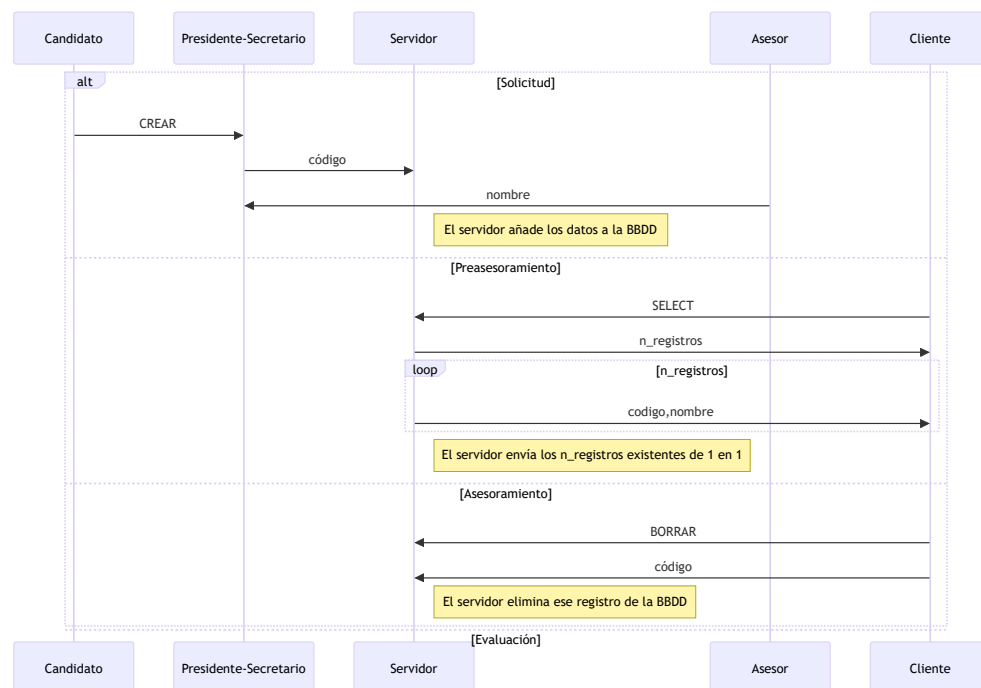 Candidato
Presidente-Secretario
Servidor
Asesor
Cliente
alt
[Solicitud]
CREAR
código
nombre
El servidor añade los datos a la BBDD
[Preasesoramiento]
SELECT
n_registros
loop
[n_registros]
codigo,nombre
El servidor envía los n_registros existentes de 1 en 1
[Asesoramiento]
BORRAR
código
El servidor elimina ese registro de la BBDD
[Evaluación]
Candidato
Presidente-Secretario
Servidor
Asesor
Cliente